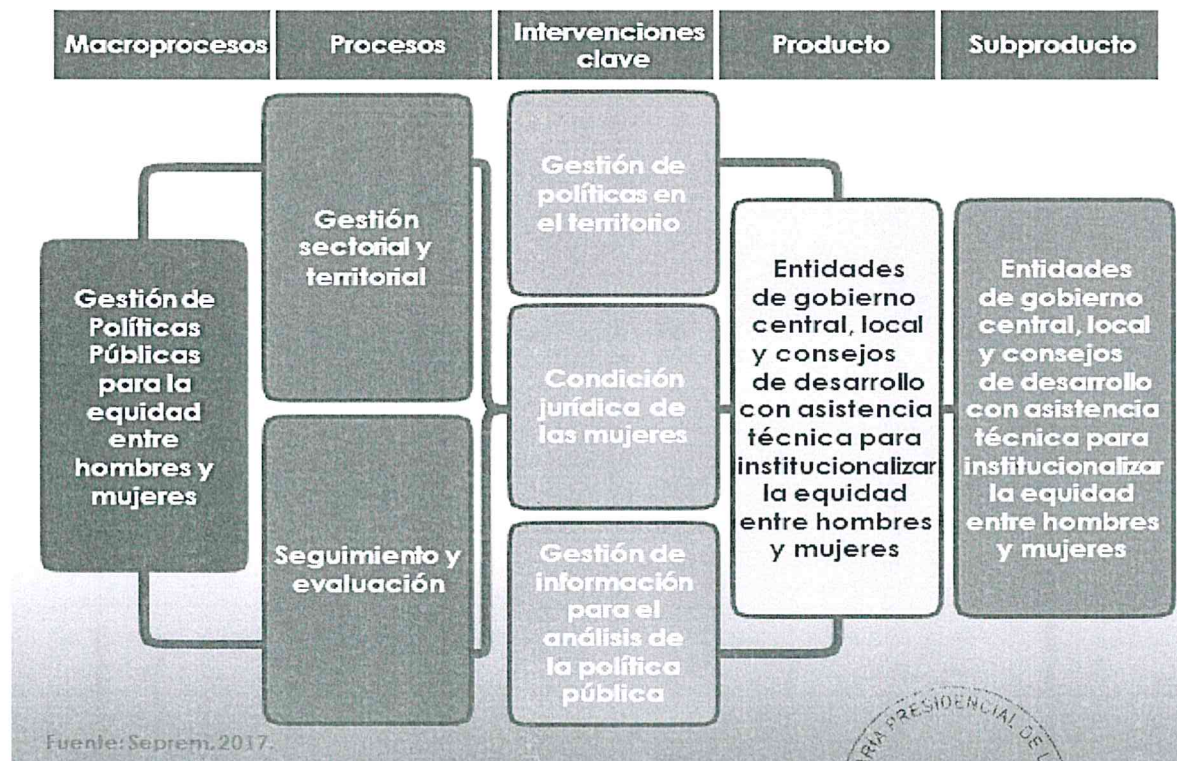 Macroprocesos
Procesos
Intervenciones
clave
Producto
Subproducto
Gestión de
Políticas
Públicas
para la
equidad
entre
hombres y
mujeres
Gestión
sectorial y
territorial
Seguimiento y
evaluación
Gestión de
políticas en
el territorio
Condición
jurídica de
las mujeres
Gestión de
información
para el
análisis de
la política
pública
Entidades
de gobierno
central, local
y consejos
de desarrollo
con asistencia
técnica para
institucionalizar
la equidad
entre hombres
y mujeres
Entidades
de gobierno
central, local
y consejos
de desarrollo
con asistencia
técnica para
institucionalizar
la equidad
entre hombres
y mujeres
Fuente: Seprem, 2017.
PRESIDENCIAL DE